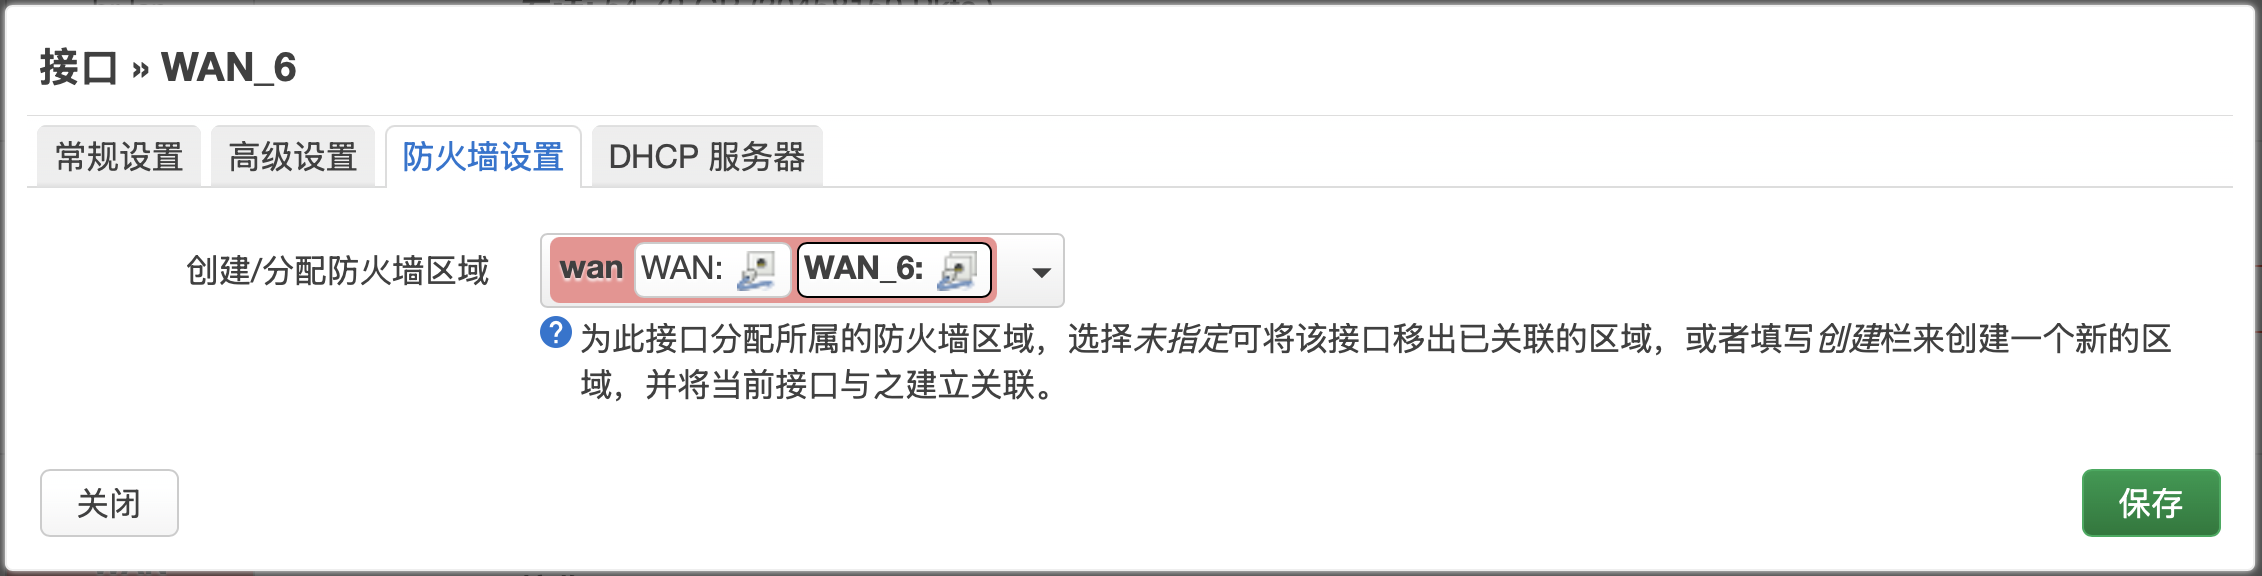 接口 » WAN_6
常规设置 高级设置 防火墙设置 DHCP 服务器
创建/分配防火墙区域 wan WAN: WAN_6:
为此接口分配所属的防火墙区域，选择未指定可将该接口移出已关联的区域，或者填写创建栏来创建一个新的区
域，并将当前接口与之建立关联。
关闭 保存